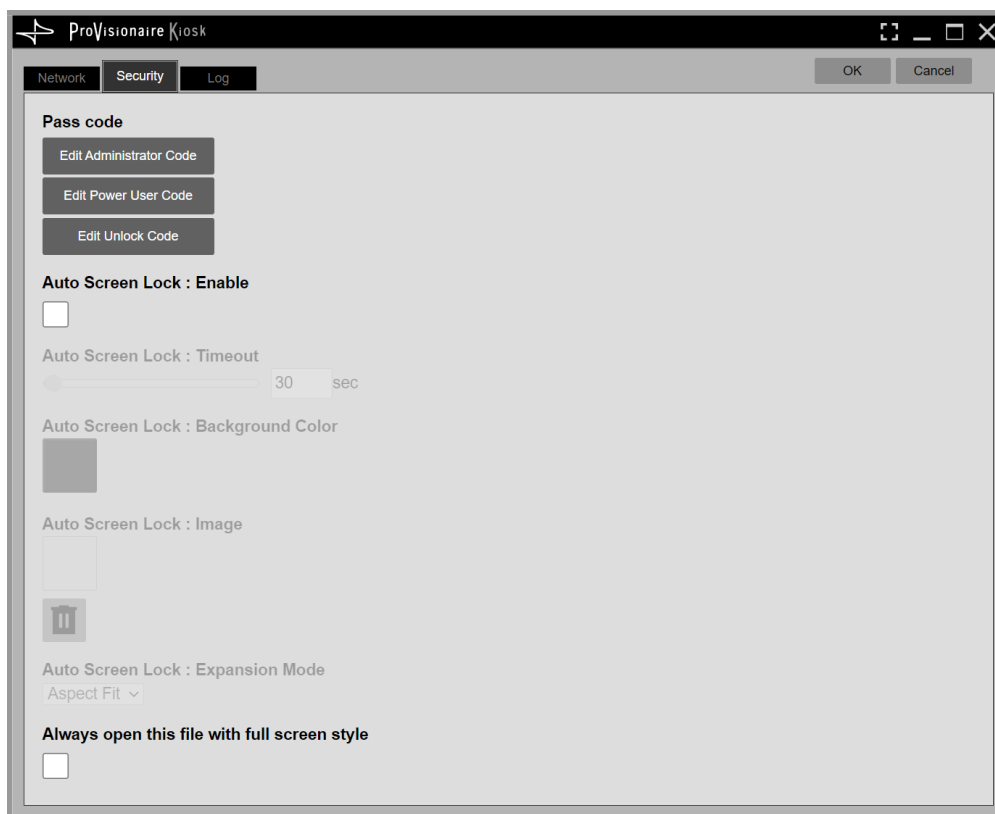 ProVisionaire Kiosk
Network Security Log OK Cancel
Pass code
Edit Administrator Code
Edit Power User Code
Edit Unlock Code
Auto Screen Lock : Enable
Auto Screen Lock : Timeout
30 sec
Auto Screen Lock : Background Color
Auto Screen Lock : Image
Auto Screen Lock : Expansion Mode
Aspect Fit
Always open this file with full screen style